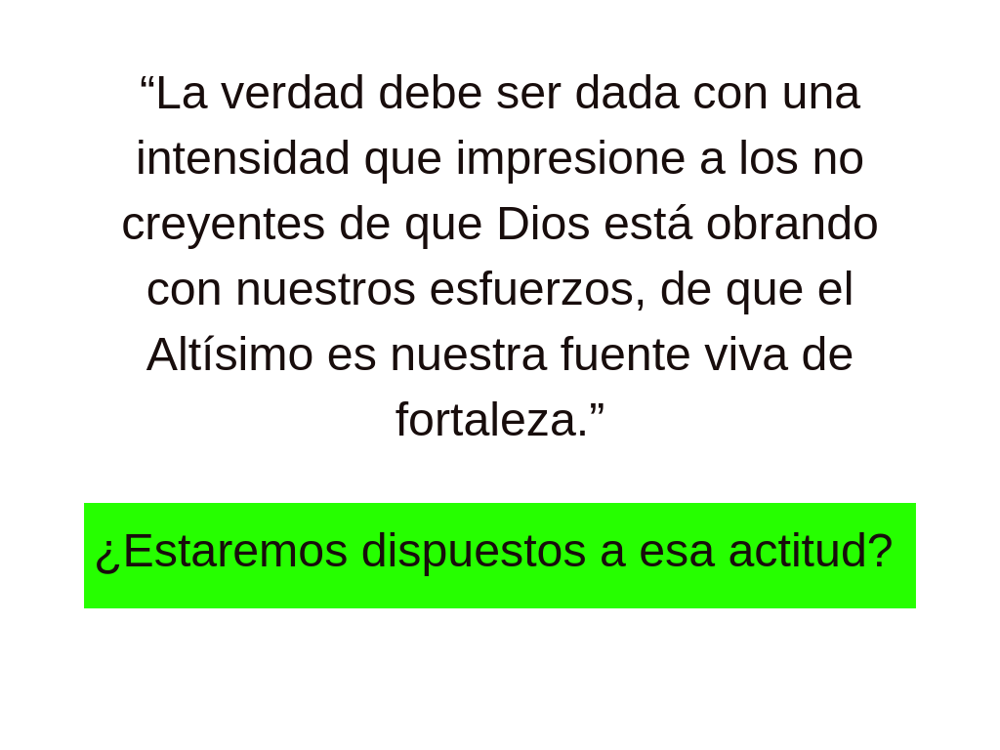 “La verdad debe ser dada con una
intensidad que impresione a los no
creyentes de que Dios está obrando
con nuestros esfuerzos, de que el
Altísimo es nuestra fuente viva de
fortaleza.”
¿Estaremos dispuestos a esa actitud?